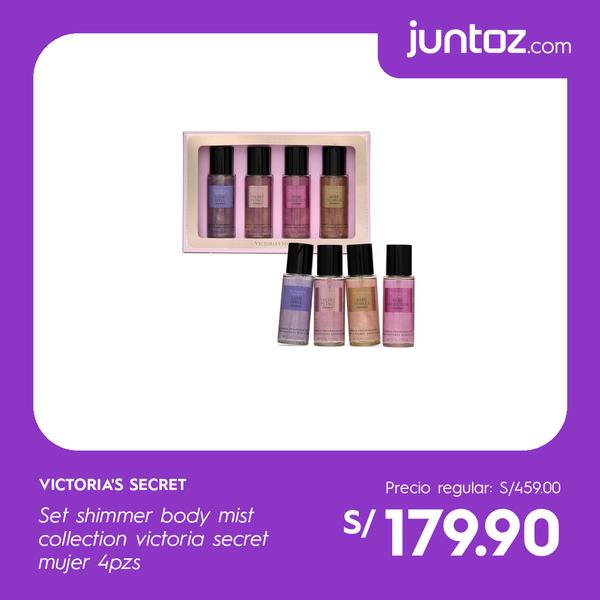 juntoz.com
VICTORIA'S SECRET
Set shimmer body mist
collection victoria secret
mujer 4pzs
Precio regular: S/459.00
S/ 179.90